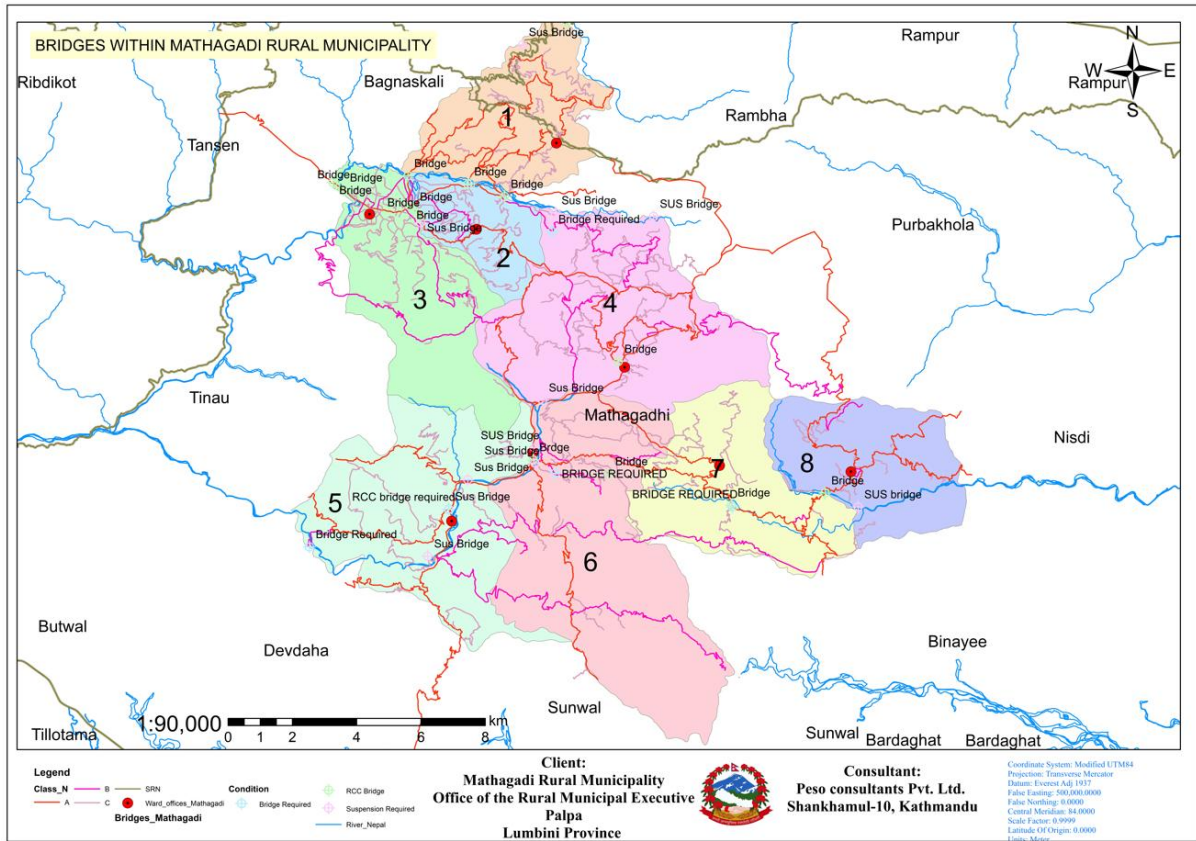 Sus Bridge
BRIDGES WITHIN MATHAGADI RURAL MUNICIPALITY
Rampur
N
W E
S
Ribdikot
Bagnaskali
Rampur
Rambha
1
Tansen
Bridge
Bridge
Bridge
Bridge
Bridge
Bridge
Bridge
Bridge
Bridge
Sus Bridge
SUS Bridge
Bridge Required
Sus Bridge
Purbakhola
2
3
4
Bridge
Sus Bridge
Tinau
Mathagadhi
SUS Bridge
Sus Bridge
Brdge
Sus Bridge
Bridge
BRIDGE REQUIRED
7
8
Nisdi
Bridge
SUS bridge
RCC bridge required
Sus Bridge
BRIDGE REQUIRED
Bridge
5
Bridge Required
Sus Bridge
6
Butwal
Devdaha
Binayee
Sunwal
1:90,000
km
0 1 2 4 6 8
Tillotama
Sunwal
Bardaghat
Bardaghat
Legend
Class_N
A
B
C
SRN
Ward_offices_Mathagadi
Bridges_Mathagadi
Condition
Bridge Required
RCC Bridge
Suspension Required
River_Nepal
Client:
Mathagadi Rural Municipality
Office of the Rural Municipal Executive
Palpa
Lumbini Province
Consultant:
Peso consultants Pvt. Ltd.
Shankhamul-10, Kathmandu
Coordinate System: Modified UTM84
Projection: Transverse Mercator
Datum: Everest Adj 1937
False Easting: 500,000.0000
False Northing: 0.0000
Central Meridian: 84.0000
Scale Factor: 0.9999
Latitude Of Origin: 0.0000
Units: Meter